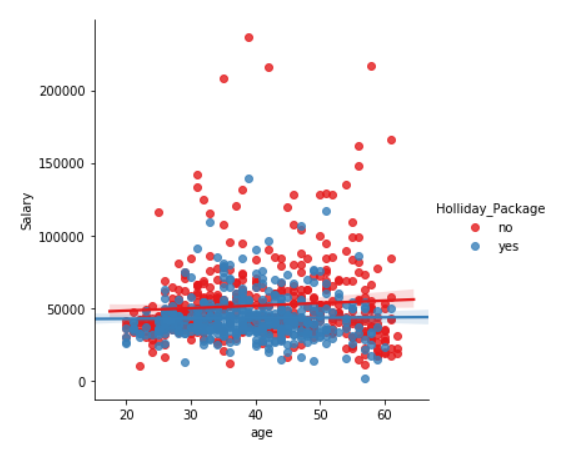 200000
150000
100000
50000
0
Salary
20 30 40 50 60
age
Holliday_Package
no
yes